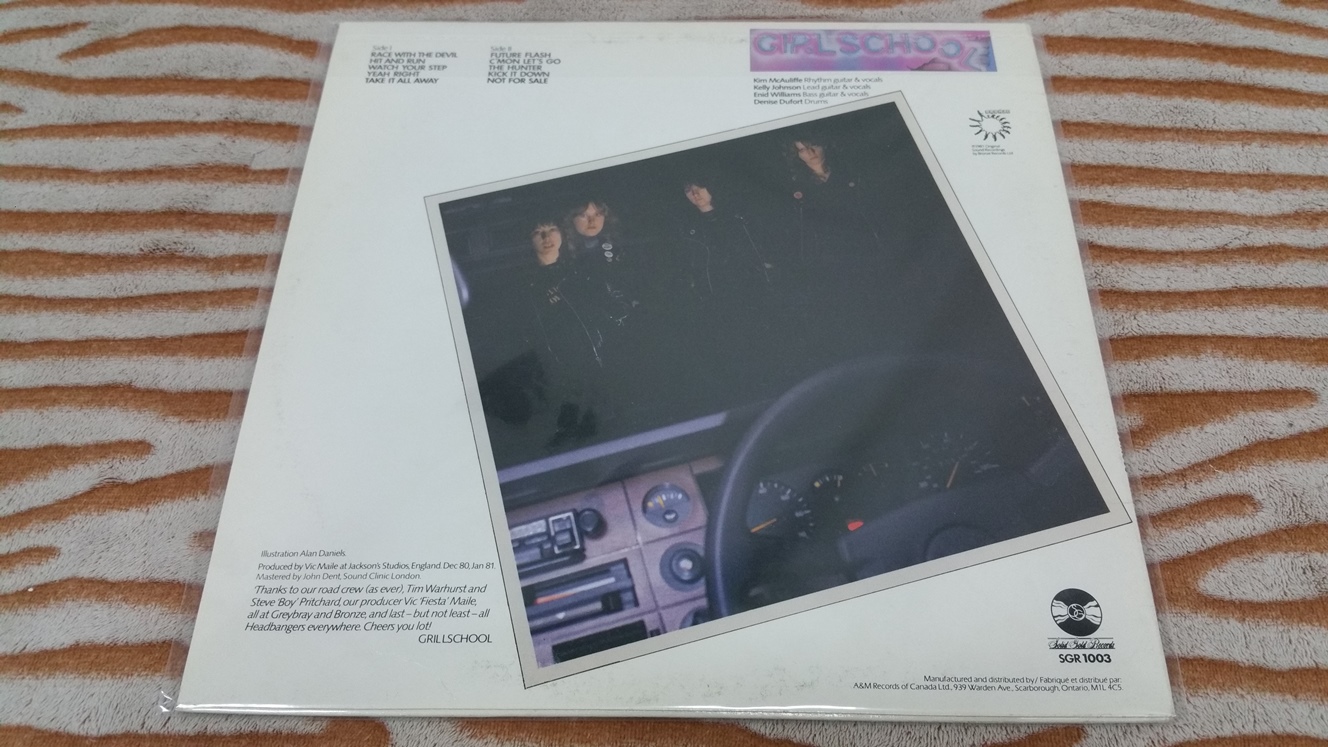 Side I
RACE WITH THE DEVIL
HIT AND RUN
WATCH YOUR STEP
YEAH RIGHT
TAKE IT ALL AWAY
Side II
FUTURE FLASH
C'MON LET'S GO
THE HUNTER
KICK IT DOWN
NOT FOR SALE
GIRLSCHOOL
Kim McAuliffe Rhythm guitar & vocals
Kelly Johnson Lead guitar & vocals
Enid Williams Bass guitar & vocals
Denise Dufort Drums
Illustration Alan Daniels.
Produced by Vic Maile at Jackson's Studios, England. Dec 80, Jan 81.
Mastered by John Dent, Sound Clinic London.
'Thanks to our road crew (as ever), Tim Warhurst and
Steve 'Boy' Pritchard, our producer Vic 'Fiesta' Maile,
all at Greybray and Bronze, and last – but not least – all
Headbangers everywhere. Cheers you lot!
GRILLSCHOOL
Solid Gold Records
SGR 1003
Manufactured and distributed by / Fabriqué et distribué par:
A&M Records of Canada Ltd., 939 Warden Ave., Scarborough, Ontario, M1L 4C5.